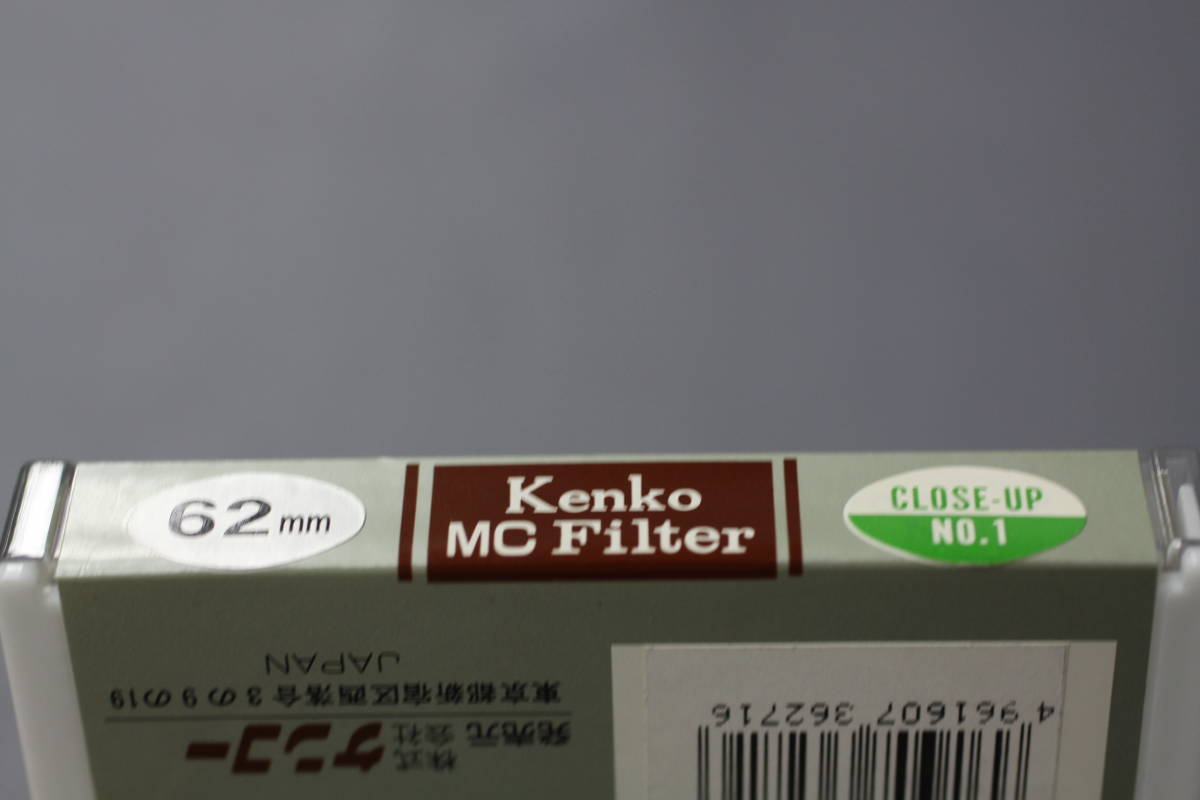 62mm
Kenko
MC Filter
CLOSE-UP
NO.1
発売元 株式会社 ケンコー
東京都新宿区西落合3の9の19
JAPAN
4 961607 362716